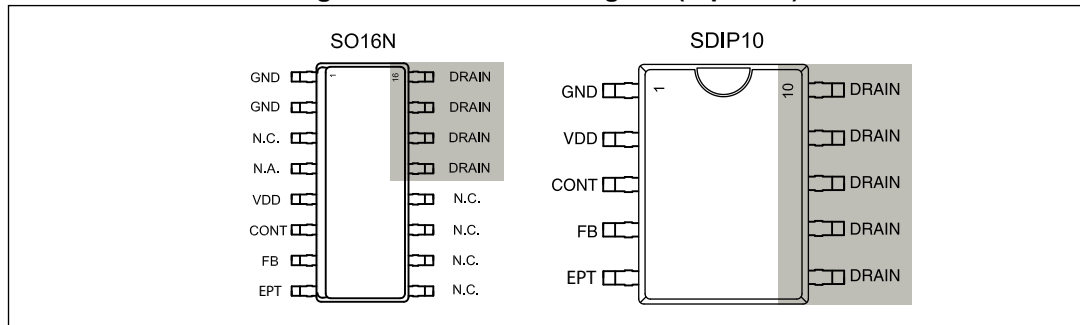 SO16N
GND 1 16 DRAIN
GND DRAIN
N.C. DRAIN
N.A. DRAIN
VDD N.C.
CONT N.C.
FB N.C.
EPT N.C.
SDIP10
GND 1 10 DRAIN
VDD DRAIN
CONT DRAIN
FB DRAIN
EPT DRAIN